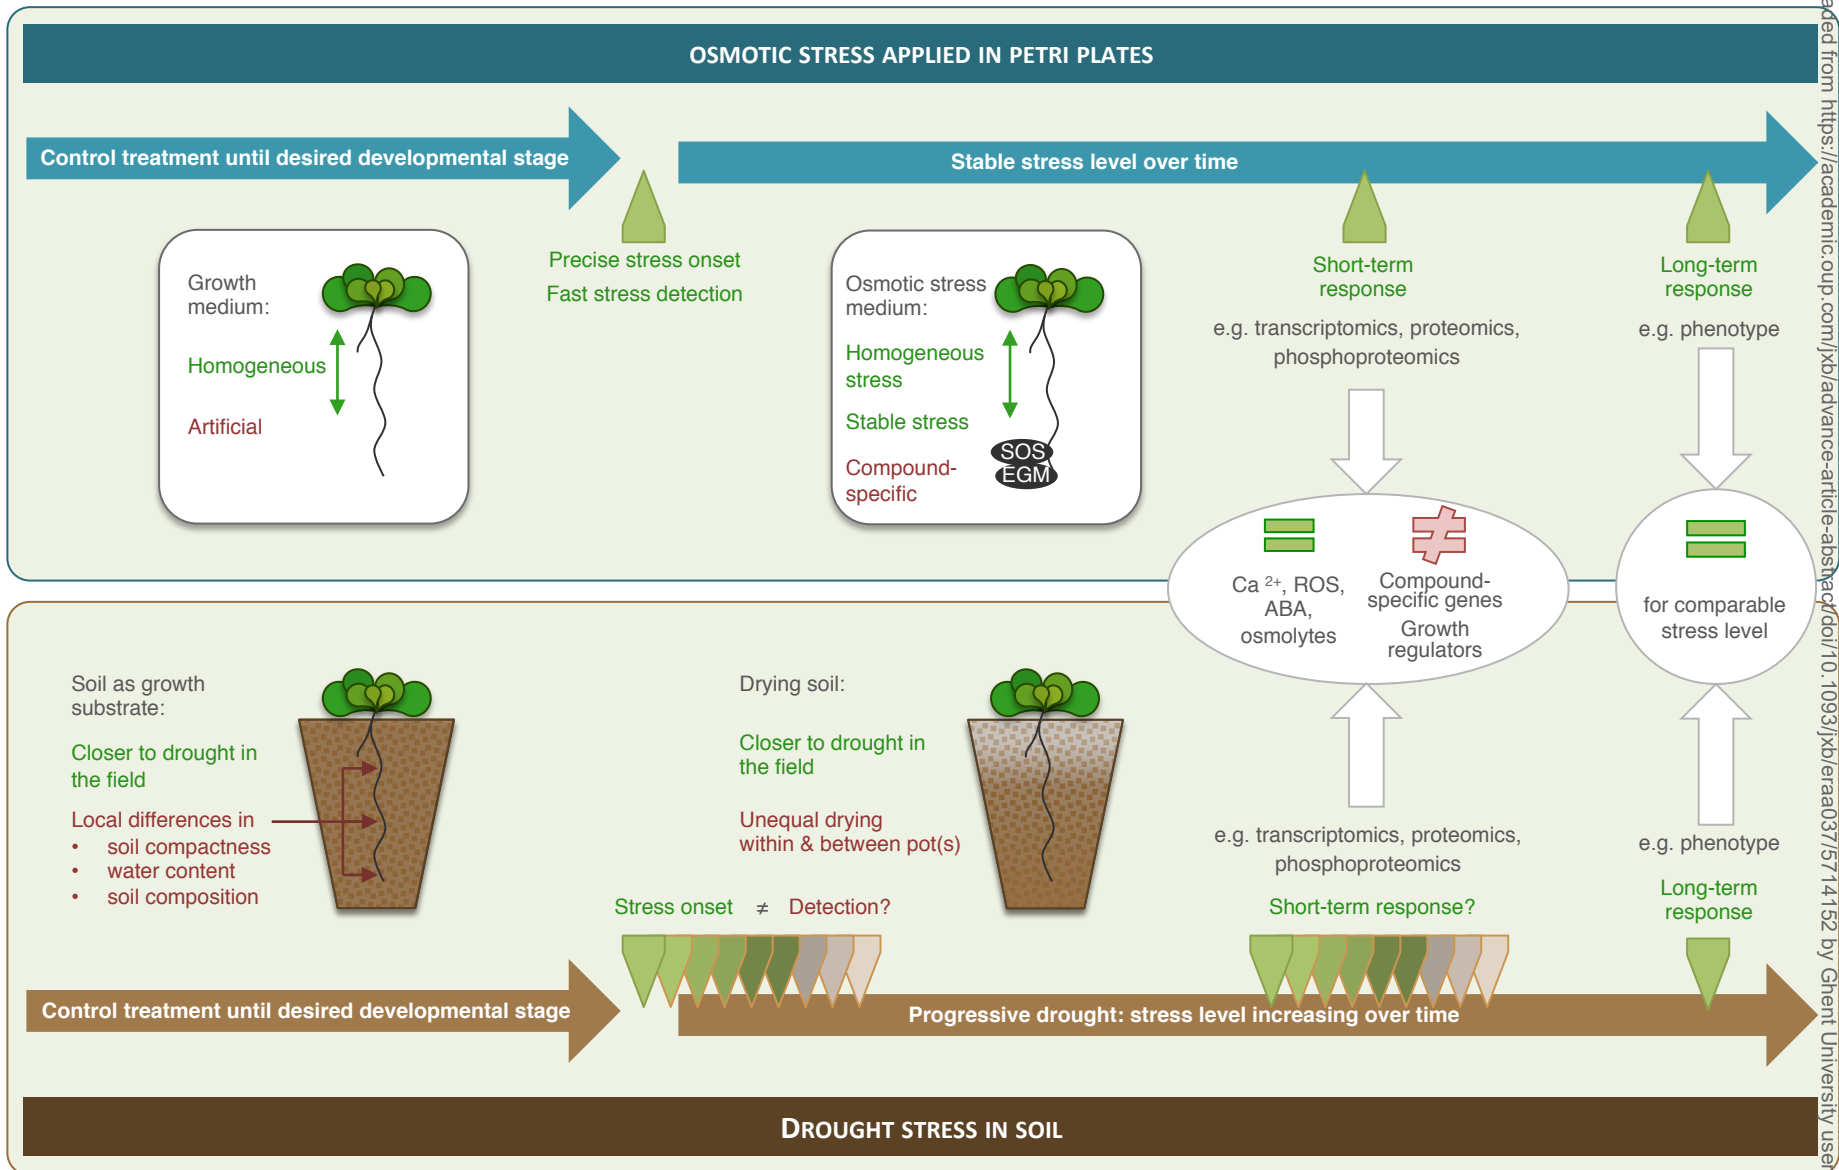 OSMOTIC STRESS APPLIED IN PETRI PLATES
Control treatment until desired developmental stage
Stable stress level over time
Growth
medium:
Homogeneous
Artificial
Precise stress onset
Fast stress detection
Osmotic stress
medium:
Homogeneous
stress
Stable stress
Compound-
specific
SOS
EGM
Short-term
response
e.g. transcriptomics, proteomics,
phosphoproteomics
Long-term
response
e.g. phenotype
Ca 2+, ROS,
ABA,
osmolytes
Compound-
specific genes
Growth
regulators
for comparable
stress level
Soil as growth
substrate:
Closer to drought in
the field
Local differences in
• soil compactness
• water content
• soil composition
Drying soil:
Closer to drought in
the field
Unequal drying
within & between pot(s)
Stress onset ≠ Detection?
e.g. transcriptomics, proteomics,
phosphoproteomics
Short-term response?
e.g. phenotype
Long-term
response
Control treatment until desired developmental stage
Progressive drought: stress level increasing over time
DROUGHT STRESS IN SOIL
aded from https://academic.oup.com/jxb/advance-article-abstract/doi/10.1093/jxb/eraa037/5714152 by Ghent University user